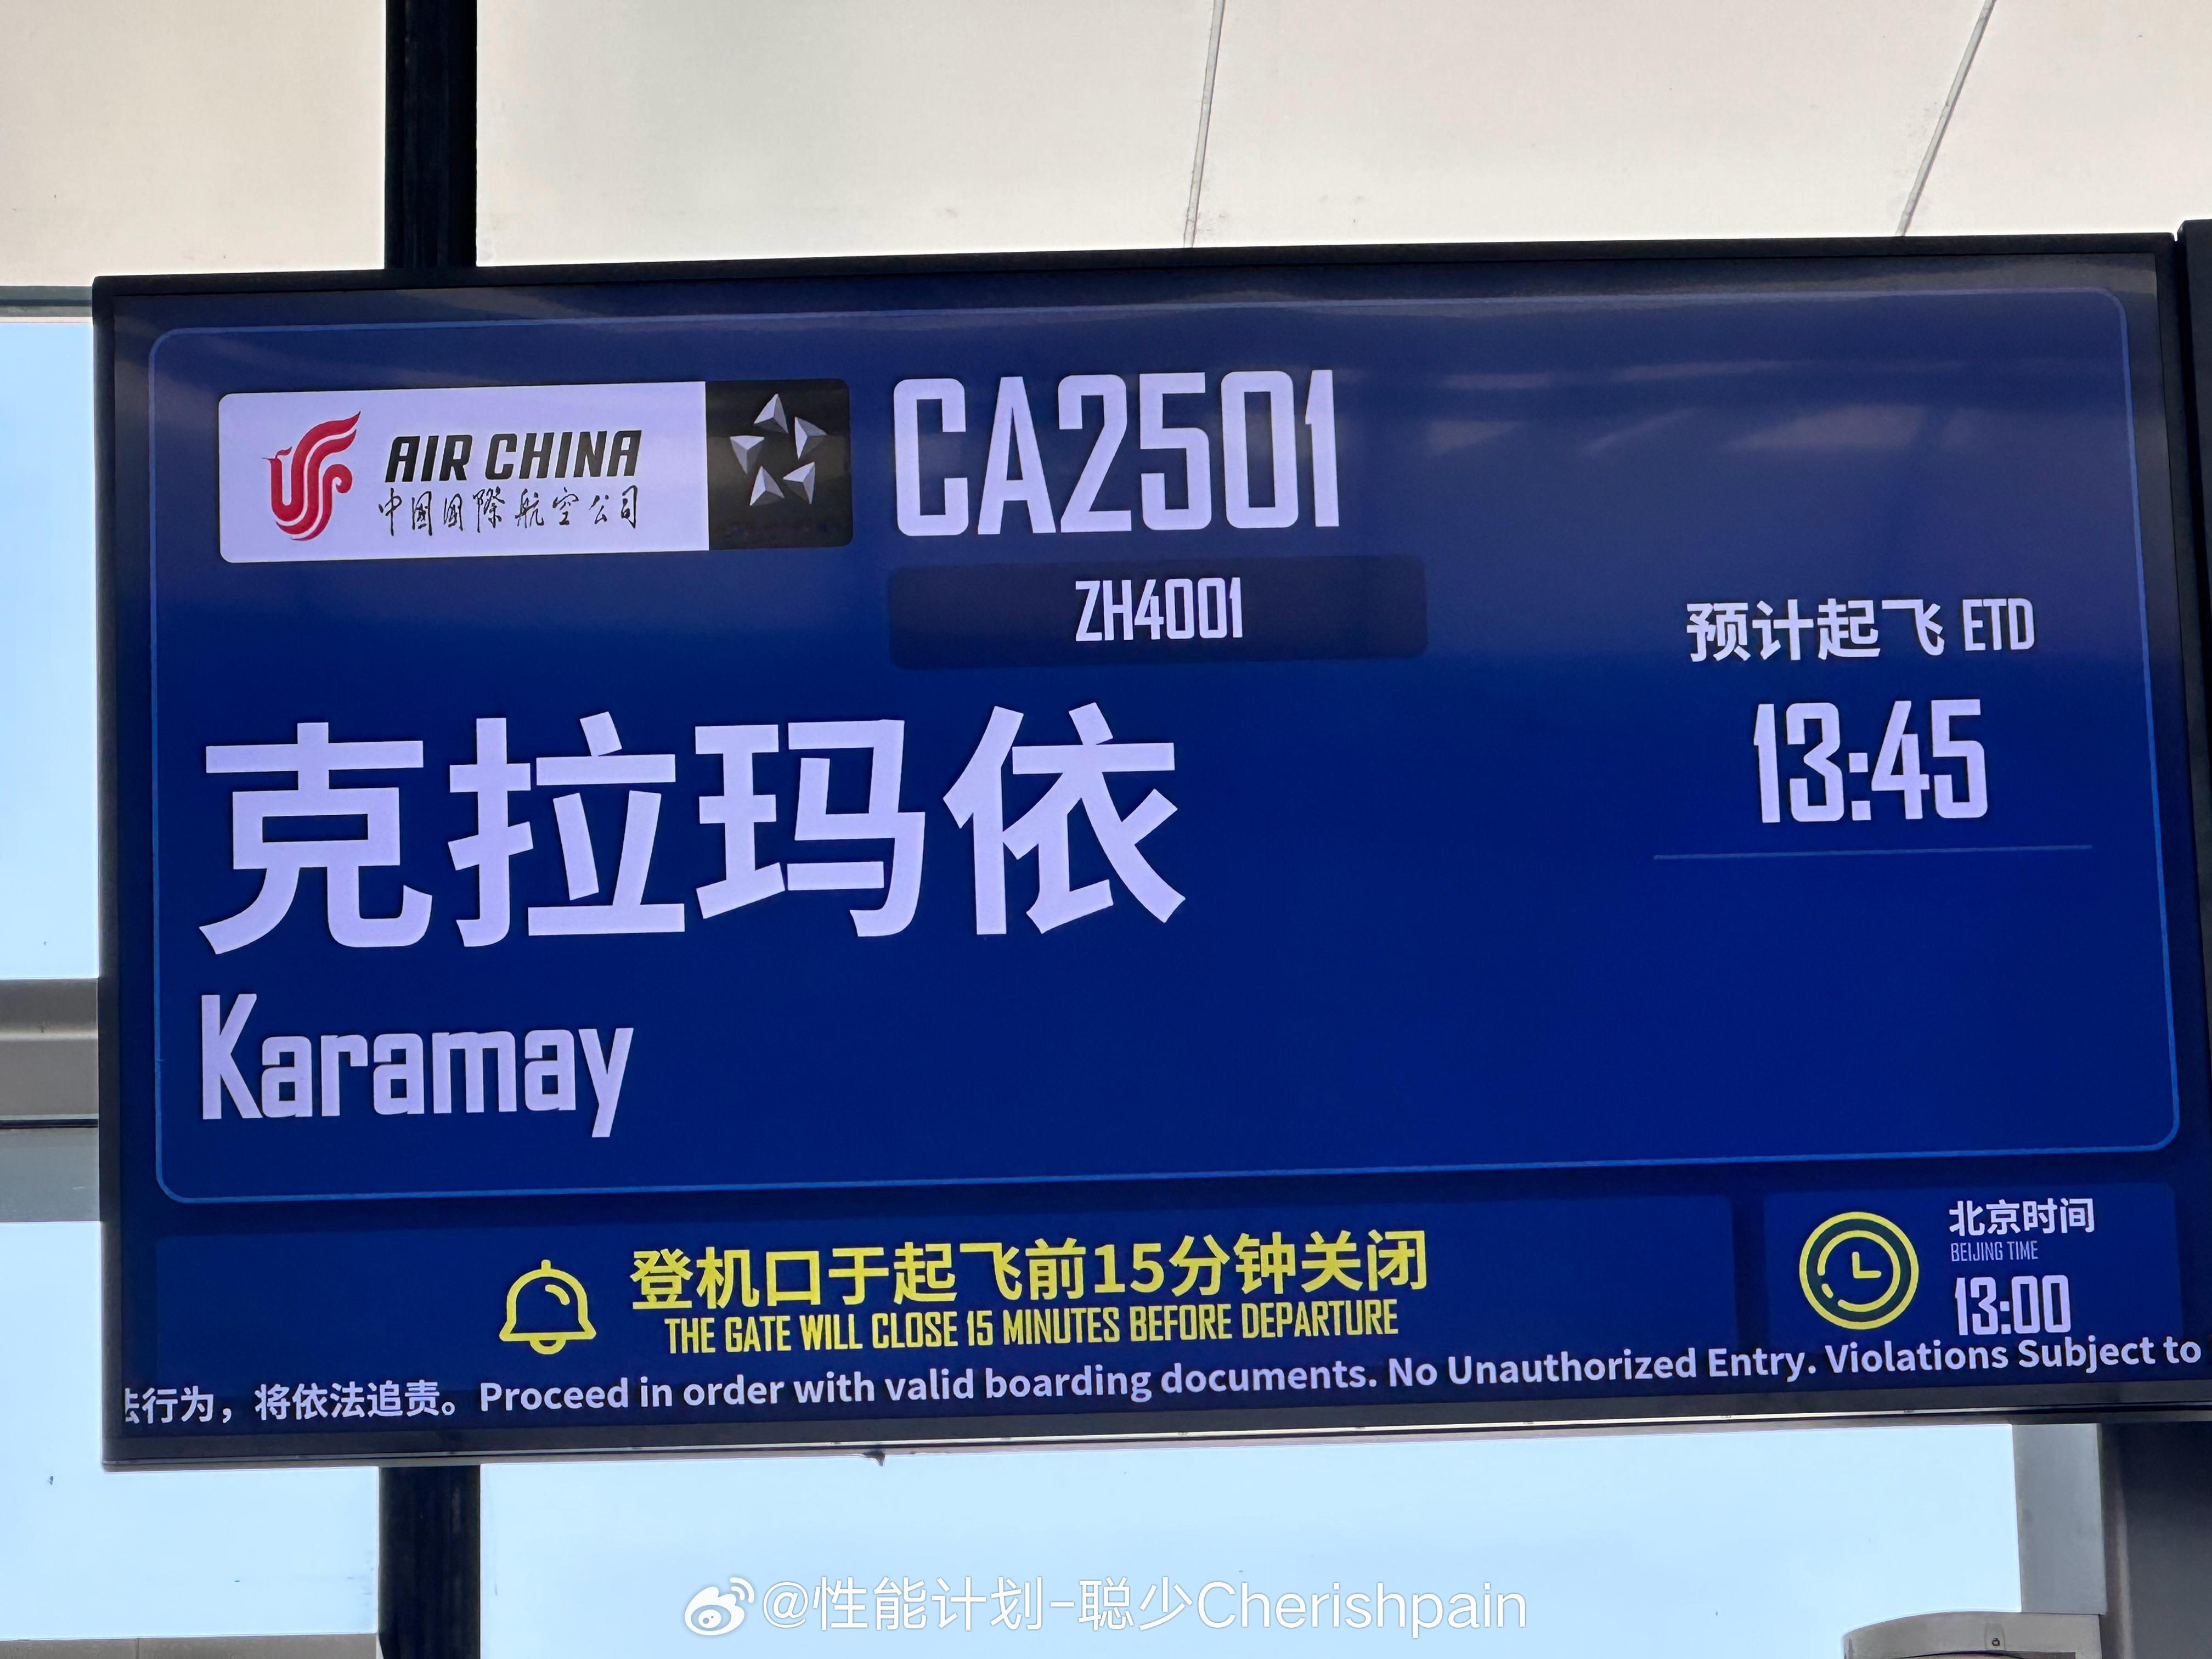 AIR CHINA
中国国際航空公司
CA2501
ZH4001
预计起飞 ETD
13:45
克拉玛依
Karamay
登机口于起飞前15分钟关闭
THE GATE WILL CLOSE 15 MINUTES BEFORE DEPARTURE
北京时间
BEIJING TIME
13:00
法行为，将依法追责。Proceed in order with valid boarding documents. No Unauthorized Entry. Violations Subject to
@性能计划-聪少Cherishpain